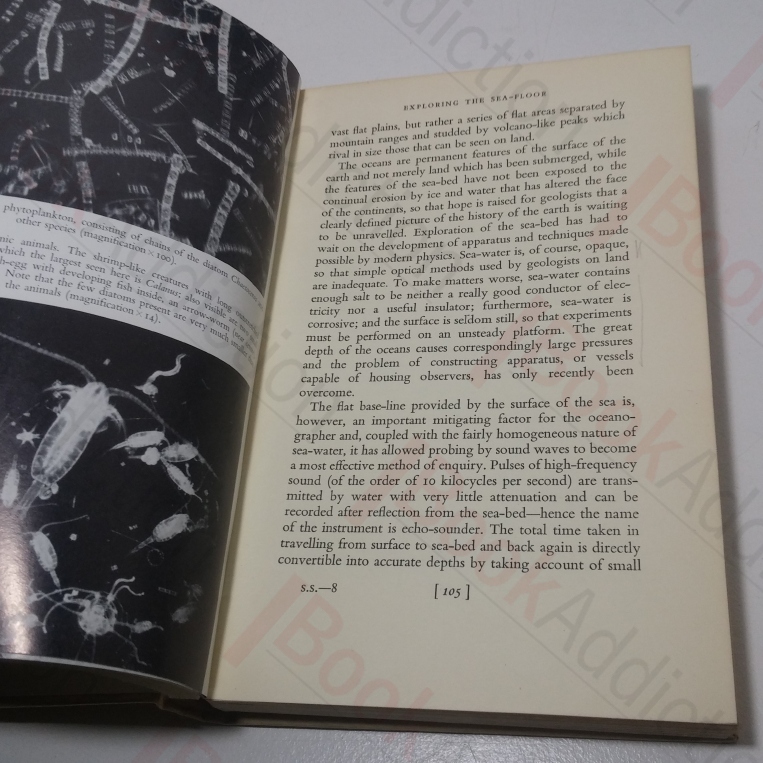 phytoplankton, consisting of chains of the diatom
other species (magnification × 100).
nic animals. The shrimp-like creatures with long
which the largest seen here is Calanus; also visible are
h-egg with developing fish inside, an arrow-worm
Note that the few diatoms present are very much
the animals (magnification × 14).
EXPLORING THE SEA-FLOOR
vast flat plains, but rather a series of flat areas separated by
mountain ranges and studded by volcano-like peaks which
rival in size those that can be seen on land.
The oceans are permanent features of the surface of the
earth and not merely land which has been submerged, while
the features of the sea-bed have not been exposed to the
continual erosion by ice and water that has altered the face
of the continents, so that hope is raised for geologists that a
clearly defined picture of the history of the earth is waiting
to be unravelled. Exploration of the sea-bed has had to
wait on the development of apparatus and techniques made
possible by modern physics. Sea-water is, of course, opaque,
so that simple optical methods used by geologists on land
are inadequate. To make matters worse, sea-water contains
enough salt to be neither a really good conductor of elec-
tricity nor a useful insulator; furthermore, sea-water is
corrosive; and the surface is seldom still, so that experiments
must be performed on an unsteady platform. The great
depth of the oceans causes correspondingly large pressures
and the problem of constructing apparatus, or vessels
capable of housing observers, has only recently been
overcome.
The flat base-line provided by the surface of the sea is,
however, an important mitigating factor for the oceano-
grapher and, coupled with the fairly homogeneous nature of
sea-water, it has allowed probing by sound waves to become
a most effective method of enquiry. Pulses of high-frequency
sound (of the order of 10 kilocycles per second) are trans-
mitted by water with very little attenuation and can be
recorded after reflection from the sea-bed—hence the name
of the instrument is echo-sounder. The total time taken in
travelling from surface to sea-bed and back again is directly
convertible into accurate depths by taking account of small
S.S.—8
[ 105 ]
BookAddiction